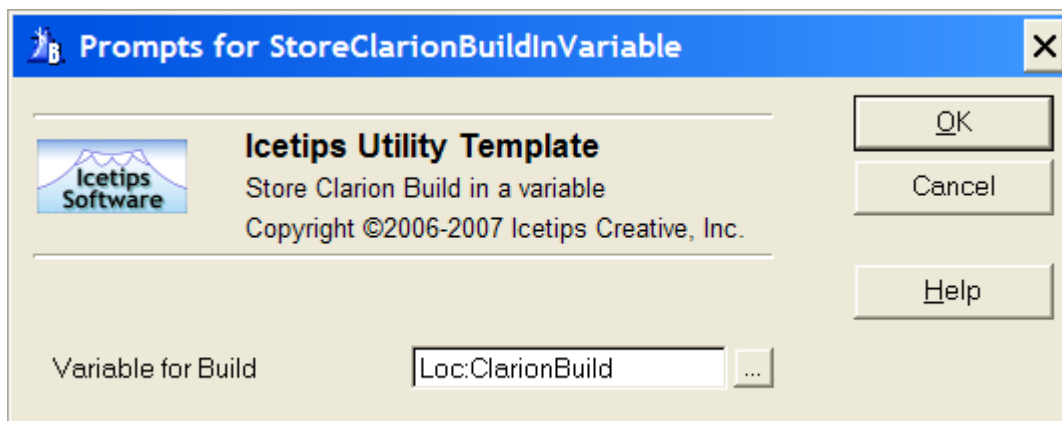 Prompts for StoreClarionBuildInVariable
Icetips
Software
Icetips Utility Template
Store Clarion Build in a variable
Copyright ©2006-2007 Icetips Creative, Inc.
OK
Cancel
Help
Variable for Build Loc:ClarionBuild ...